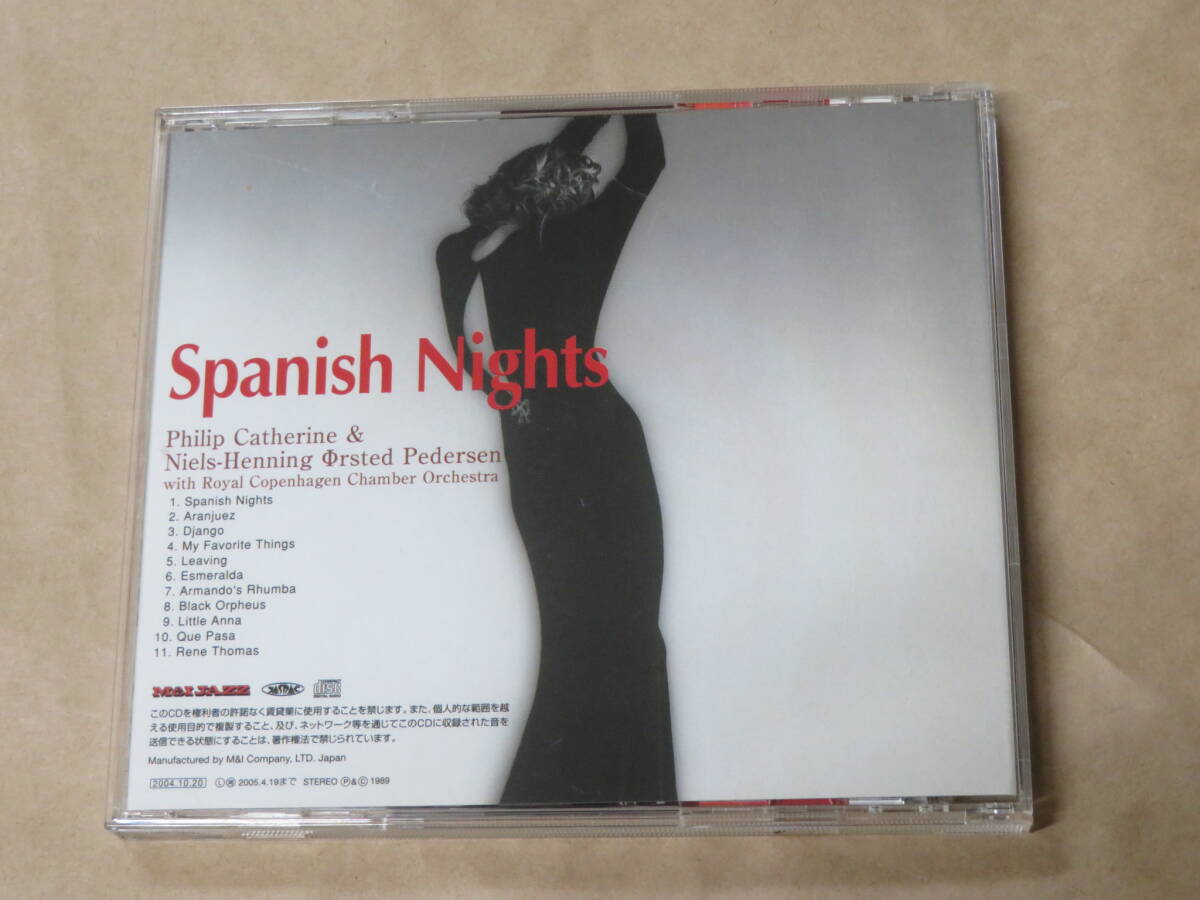 Spanish Nights
Philip Catherine &
Niels-Henning Φrsted Pedersen
with Royal Copenhagen Chamber Orchestra
1. Spanish Nights
2. Aranjuez
3. Django
4. My Favorite Things
5. Leaving
6. Esmeralda
7. Armando's Rhumba
8. Black Orpheus
9. Little Anna
10. Que Pasa
11. Rene Thomas
M&I JAZZ JASRAC COMPACT disc DIGITAL AUDIO
このCDを権利者の許諾なく賃貸業に使用することを禁じます。また、個人的な範囲を越
える使用目的で複製すること、及び、ネットワーク等を通じてこのCDに収録された音を
送信できる状態にすることは、著作権法で禁じられています。
Manufactured by M&I Company, LTD. Japan
2004.10.20 Ⓛ 2005.4.19まで STEREO Ⓟ&Ⓒ 1989